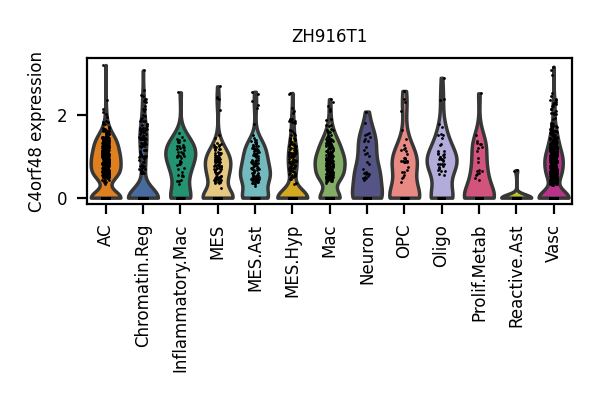 ZH916T1
C4orf48 expression
2
0
AC
Chromatin.Reg
Inflammatory.Mac
MES
MES.Ast
MES.Hyp
Mac
Neuron
OPC
Oligo
Prolif.Metab
Reactive.Ast
Vasc